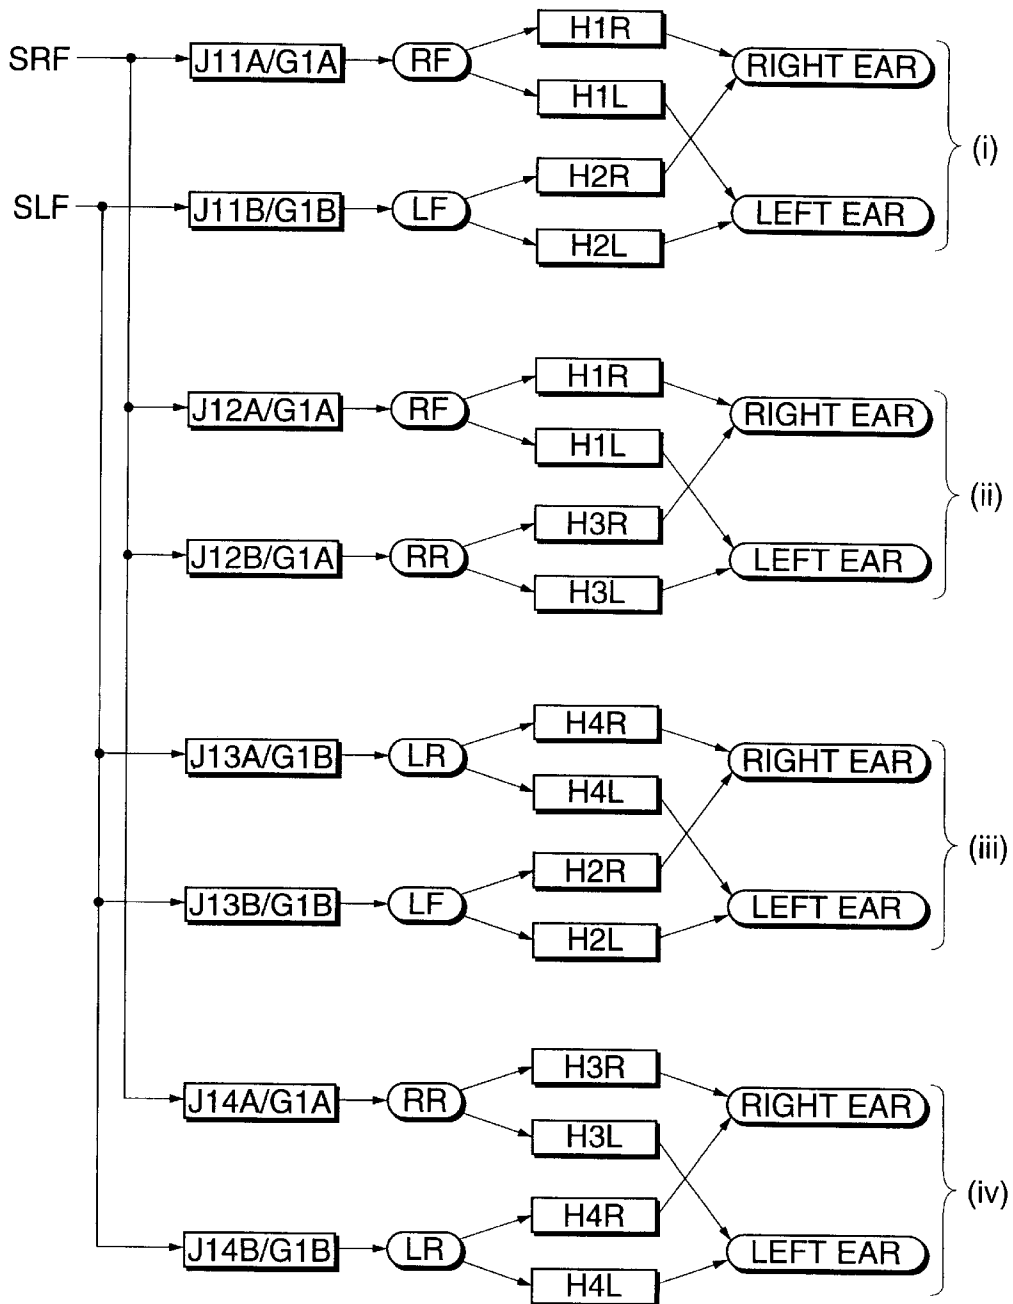 SRF
J11A/G1A
RF
H1R
H1L
RIGHT EAR
SLF
J11B/G1B
LF
H2R
H2L
LEFT EAR
(i)
J12A/G1A
RF
H1R
H1L
RIGHT EAR
J12B/G1A
RR
H3R
H3L
LEFT EAR
(ii)
J13A/G1B
LR
H4R
H4L
RIGHT EAR
J13B/G1B
LF
H2R
H2L
LEFT EAR
(iii)
J14A/G1A
RR
H3R
H3L
RIGHT EAR
J14B/G1B
LR
H4R
H4L
LEFT EAR
(iv)